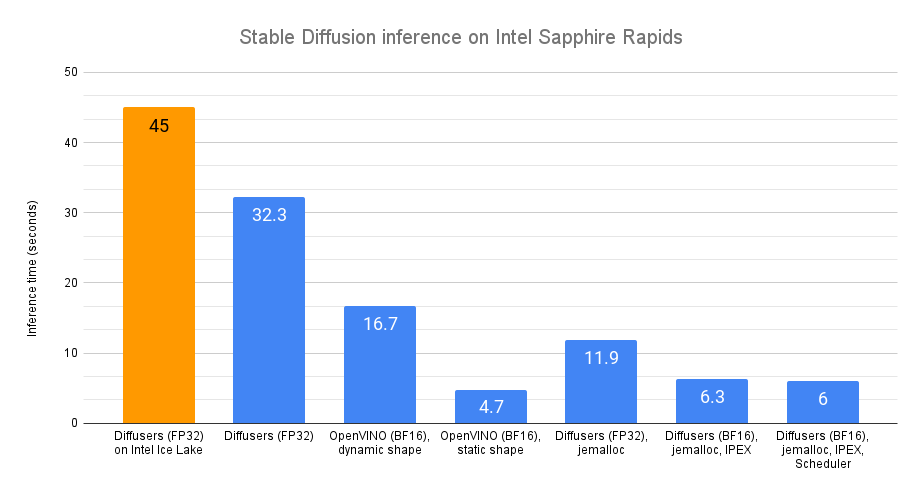 Stable Diffusion inference on Intel Sapphire Rapids
Inference time (seconds)
50
40
30
20
10
0
45
32.3
16.7
4.7
11.9
6.3
6
Diffusers (FP32)
on Intel Ice Lake
Diffusers (FP32)
OpenVINO (BF16),
dynamic shape
OpenVINO (BF16),
static shape
Diffusers (FP32),
jemalloc
Diffusers (BF16),
jemalloc, IPEX
Diffusers (BF16),
jemalloc, IPEX,
Scheduler